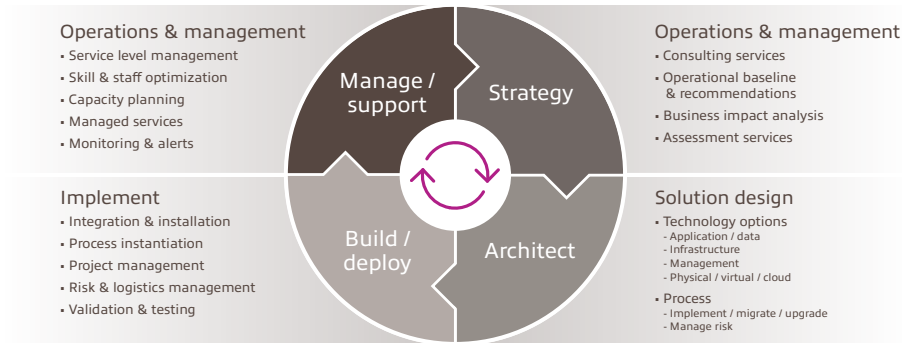 Operations & management
▪ Service level management
▪ Skill & staff optimization
▪ Capacity planning
▪ Managed services
▪ Monitoring & alerts
Manage /
support
Strategy
Operations & management
▪ Consulting services
▪ Operational baseline
& recommendations
▪ Business impact analysis
▪ Assessment services
Implement
▪ Integration & installation
▪ Process instantiation
▪ Project management
▪ Risk & logistics management
▪ Validation & testing
Build /
deploy
Architect
Solution design
▪ Technology options
- Application / data
- Infrastructure
- Management
- Physical / virtual / cloud
▪ Process
- Implement / migrate / upgrade
- Manage risk